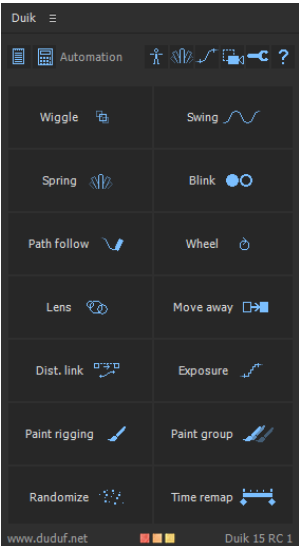 Duik
Automation
?
Wiggle
Swing
Spring
Blink
Path follow
Wheel
Lens
Move away
Dist. link
Exposure
Paint rigging
Paint group
Randomize
Time remap
www.duduf.net
Duik 15 RC 1